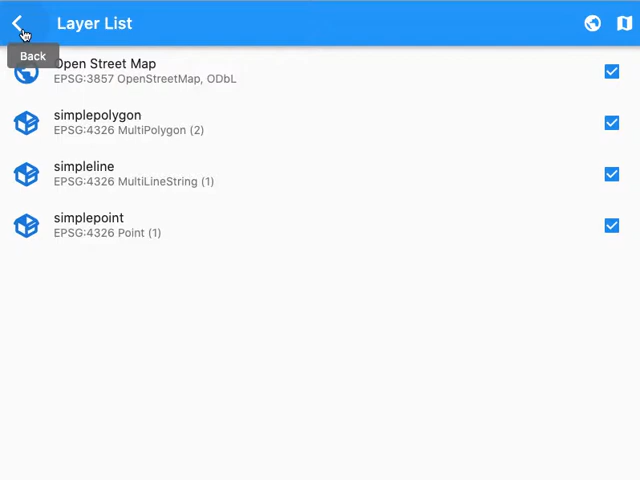 Layer List
Back
Open Street Map
EPSG:3857 OpenStreetMap, ODbL
simplepolygon
EPSG:4326 MultiPolygon (2)
simpleline
EPSG:4326 MultiLineString (1)
simplepoint
EPSG:4326 Point (1)